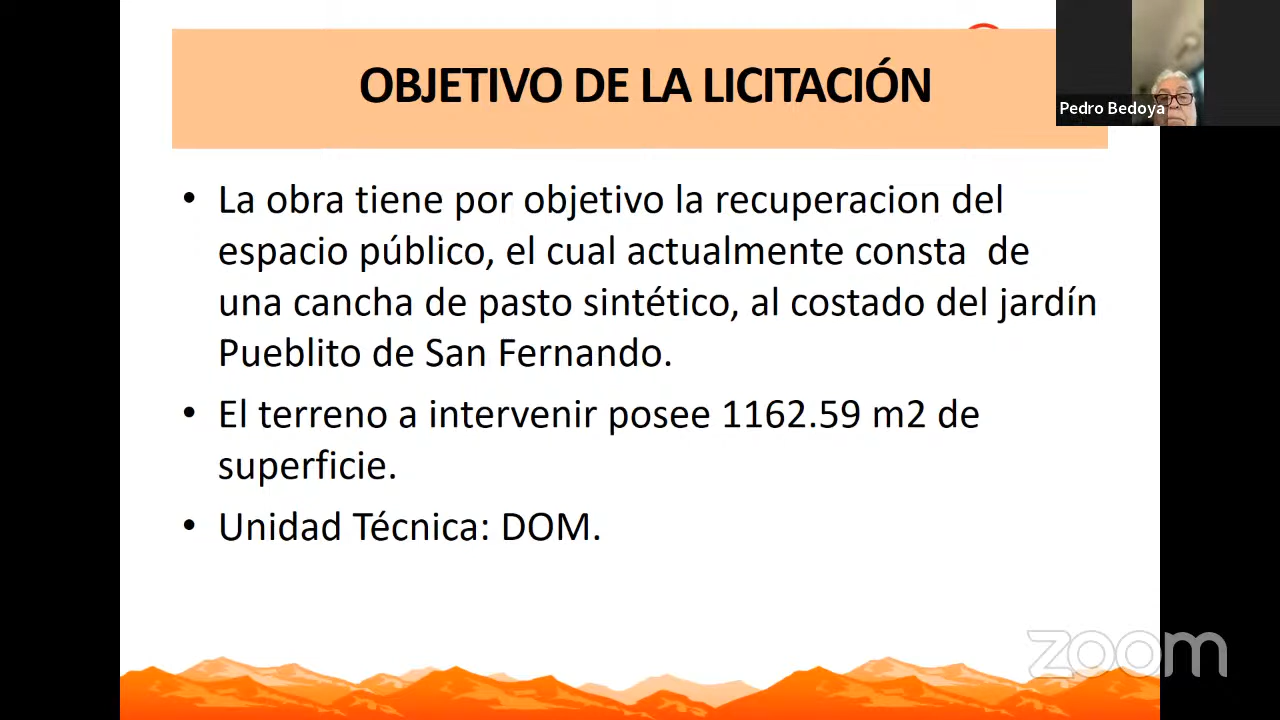 OBJETIVO DE LA LICITACIÓN
Pedro Bedoya
• La obra tiene por objetivo la recuperacion del
espacio público, el cual actualmente consta  de
una cancha de pasto sintético, al costado del jardín
Pueblito de San Fernando.
• El terreno a intervenir posee 1162.59 m2 de
superficie.
• Unidad Técnica: DOM.
zoom